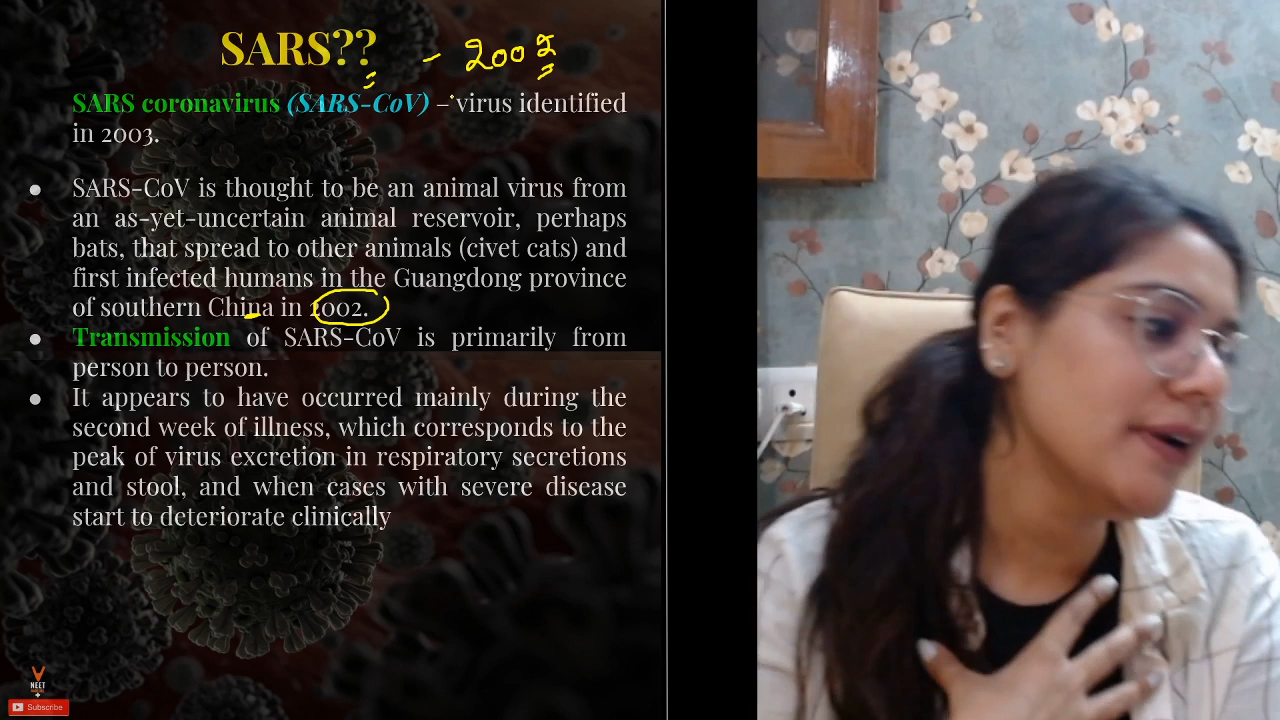 SARS??
- 2002
SARS coronavirus (SARS-CoV) – virus identified
in 2003.
● SARS-CoV is thought to be an animal virus from
an as-yet-uncertain animal reservoir, perhaps
bats, that spread to other animals (civet cats) and
first infected humans in the Guangdong province
of southern China in 2002.
● Transmission of SARS-CoV is primarily from
person to person.
● It appears to have occurred mainly during the
second week of illness, which corresponds to the
peak of virus excretion in respiratory secretions
and stool, and when cases with severe disease
start to deteriorate clinically
NEET
Subscribe